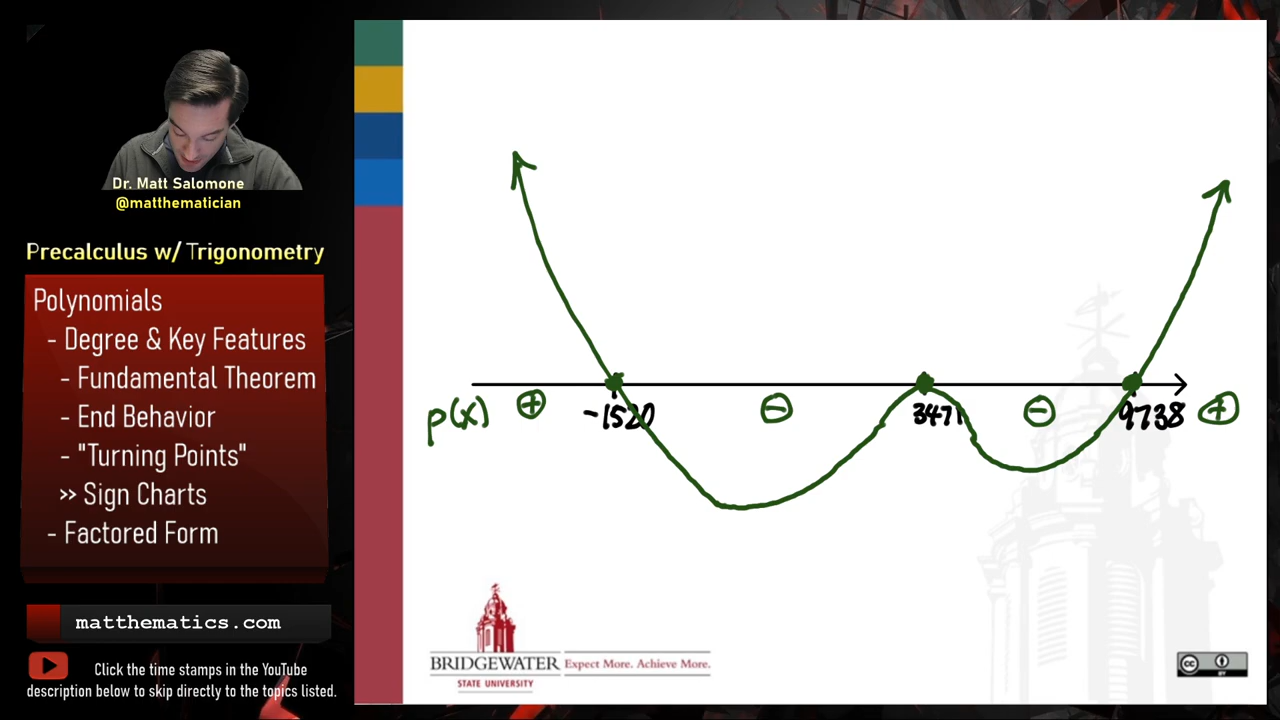 Dr. Matt Salomone
@matthematician
Precalculus w/ Trigonometry
Polynomials
- Degree & Key Features
- Fundamental Theorem
- End Behavior
- "Turning Points"
>> Sign Charts
- Factored Form
matthematics.com
Click the time stamps in the YouTube
description below to skip directly to the topics listed.
p(x) + -1520 - 3471 - 9738 +
BRIDGEWATER Expect More. Achieve More.
STATE UNIVERSITY
cc BY